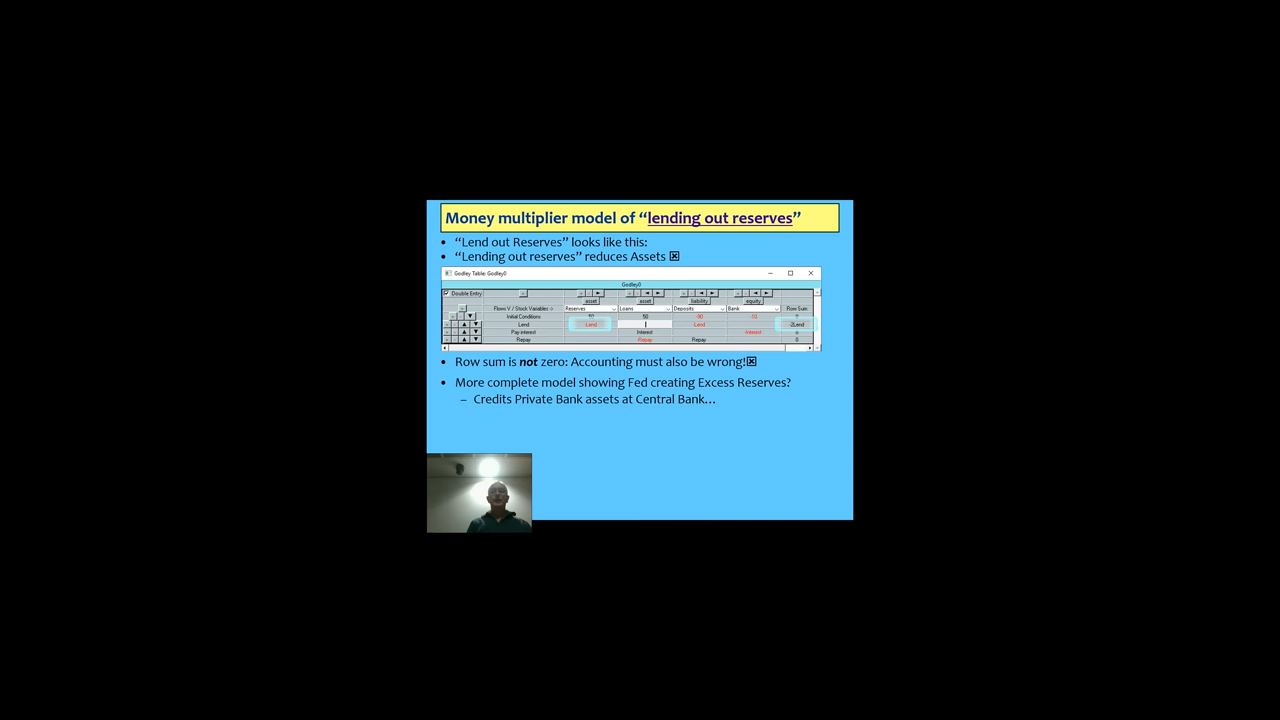 Money multiplier model of “lending out reserves”
• “Lend out Reserves” looks like this:
• “Lending out reserves” reduces Assets ☒
Godley Table: Godley0
Godley0
Double Entry
asset asset liability equity
Flows V / Stock Variables -> Reserves Loans Deposits Bank Row Sum
Initial Conditions 50
Lend Lend Lend -2Lend
Pay interest Interest -Interest
Repay -Repay Repay 0
• Row sum is not zero: Accounting must also be wrong!☒
• More complete model showing Fed creating Excess Reserves?
– Credits Private Bank assets at Central Bank…